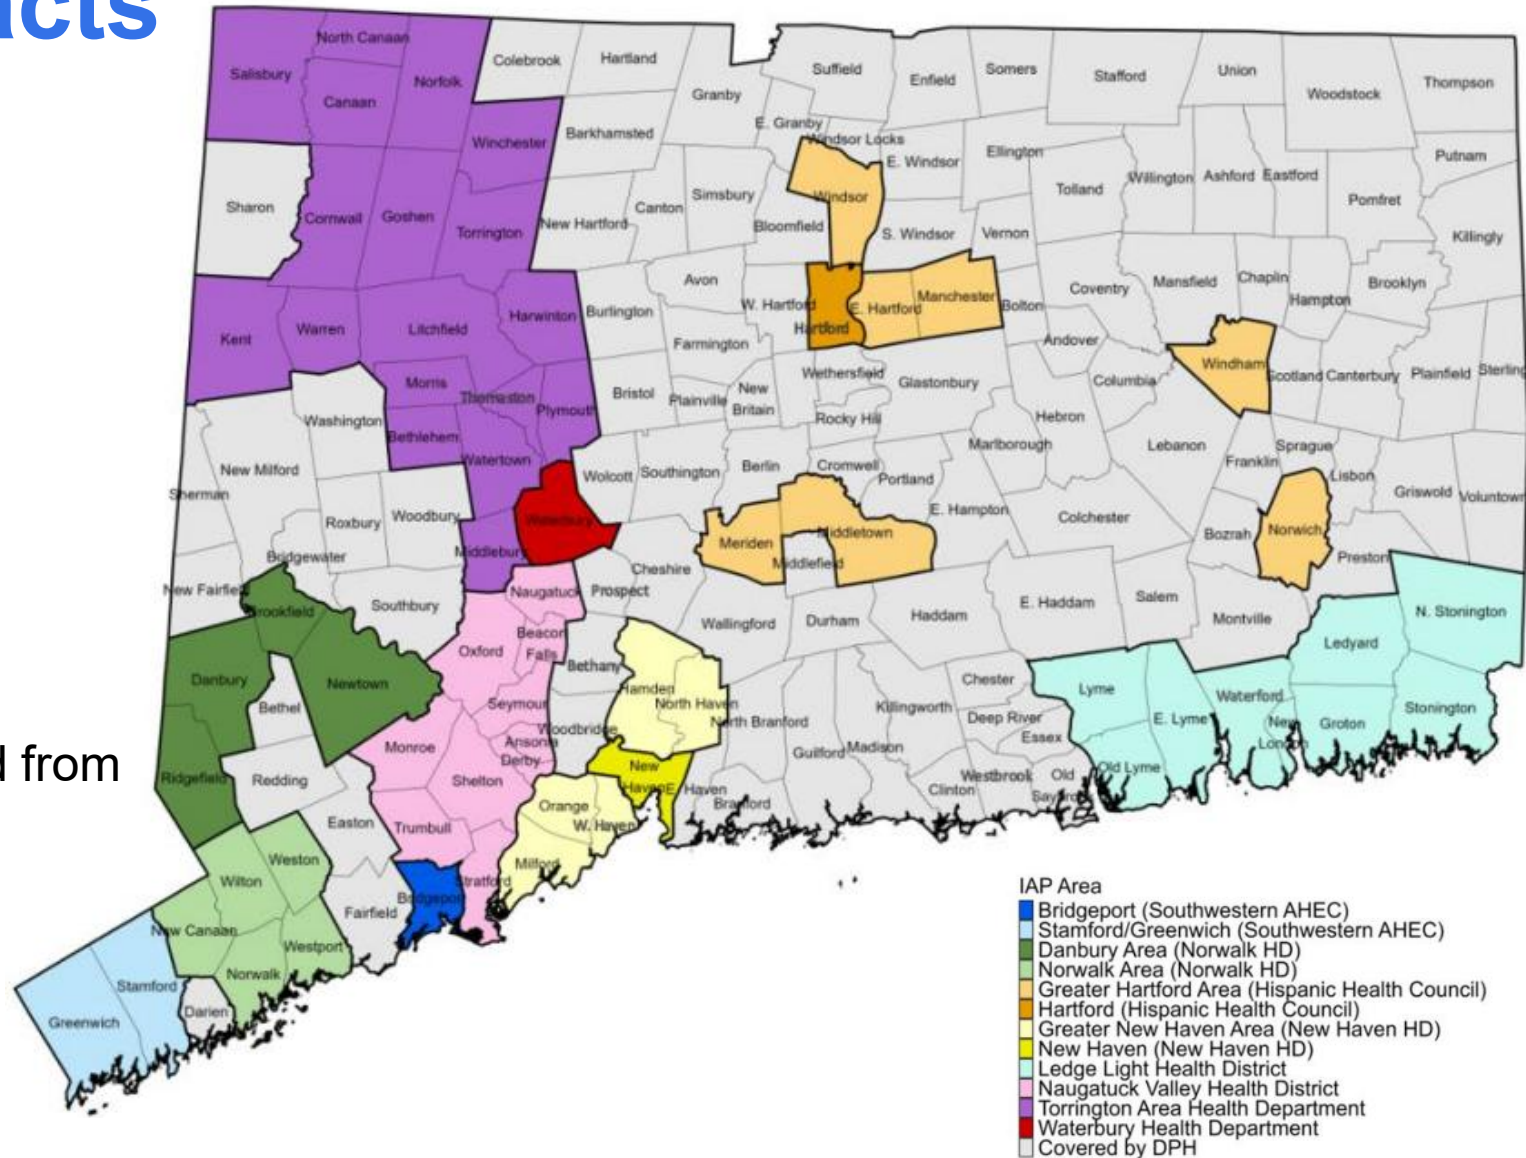 acts
North Canaan
Salisbury
Canaan
Norfolk
Colebrook
Hartland
Granby
Suffield
Enfield
Somers
Stafford
Union
Woodstock
Thompson
Winchester
Barkhamsted
E. Granby
Windsor Locks
E. Windsor
Ellington
Putnam
Sharon
Cornwall
Goshen
Torrington
New Hartford
Canton
Simsbury
Bloomfield
Windsor
S. Windsor
Vernon
Tolland
Willington
Ashford
Eastford
Pomfret
Killingly
Kent
Warren
Litchfield
Harwinton
Burlington
Avon
W. Hartford
Hartford
E. Hartford
Manchester
Bolton
Coventry
Mansfield
Chaplin
Hampton
Brooklyn
Farmington
Andover
Windham
Scotland
Canterbury
Plainfield
Sterling
Washington
Morris
Thomaston
Plymouth
Bristol
Plainville
New
Britain
Wethersfield
Rocky Hill
Glastonbury
Columbia
Hebron
Marlborough
Lebanon
Franklin
Sprague
Lisbon
Griswold
Voluntown
New Milford
Sherman
Bethlehem
Watertown
Wolcott
Southington
Berlin
Cromwell
Portland
Roxbury
Woodbury
Waterbury
Middlebury
Bridgewater
Meriden
Middletown
Middlefield
E. Hampton
Colchester
Bozrah
Norwich
Preston
New Fairfield
Brookfield
Southbury
Naugatuck
Prospect
Cheshire
Wallingford
Durham
Haddam
E. Haddam
Salem
Montville
Ledyard
N. Stonington
Danbury
Newtown
Bethel
Oxford
Beacon
Falls
Bethany
Hamden
North Haven
North Branford
Killingworth
Chester
Deep River
Essex
Lyme
E. Lyme
Waterford
New
London
Groton
Stonington
Seymour
Woodbridge
Ansonia
Derby
Monroe
Shelton
Guilford
Madison
Westbrook
Old
Saybrook
Clinton
Old Lyme
d from
Ridgefield
Redding
Easton
Trumbull
Orange
W. Haven
New
Haven
E. Haven
Branford
Milford
Stratford
Bridgeport
Fairfield
Weston
Wilton
New Canaan
Westport
Norwalk
Stamford
Darien
Greenwich
IAP Area
Bridgeport (Southwestern AHEC)
Stamford/Greenwich (Southwestern AHEC)
Danbury Area (Norwalk HD)
Norwalk Area (Norwalk HD)
Greater Hartford Area (Hispanic Health Council)
Hartford (Hispanic Health Council)
Greater New Haven Area (New Haven HD)
New Haven (New Haven HD)
Ledge Light Health District
Naugatuck Valley Health District
Torrington Area Health Department
Waterbury Health Department
Covered by DPH